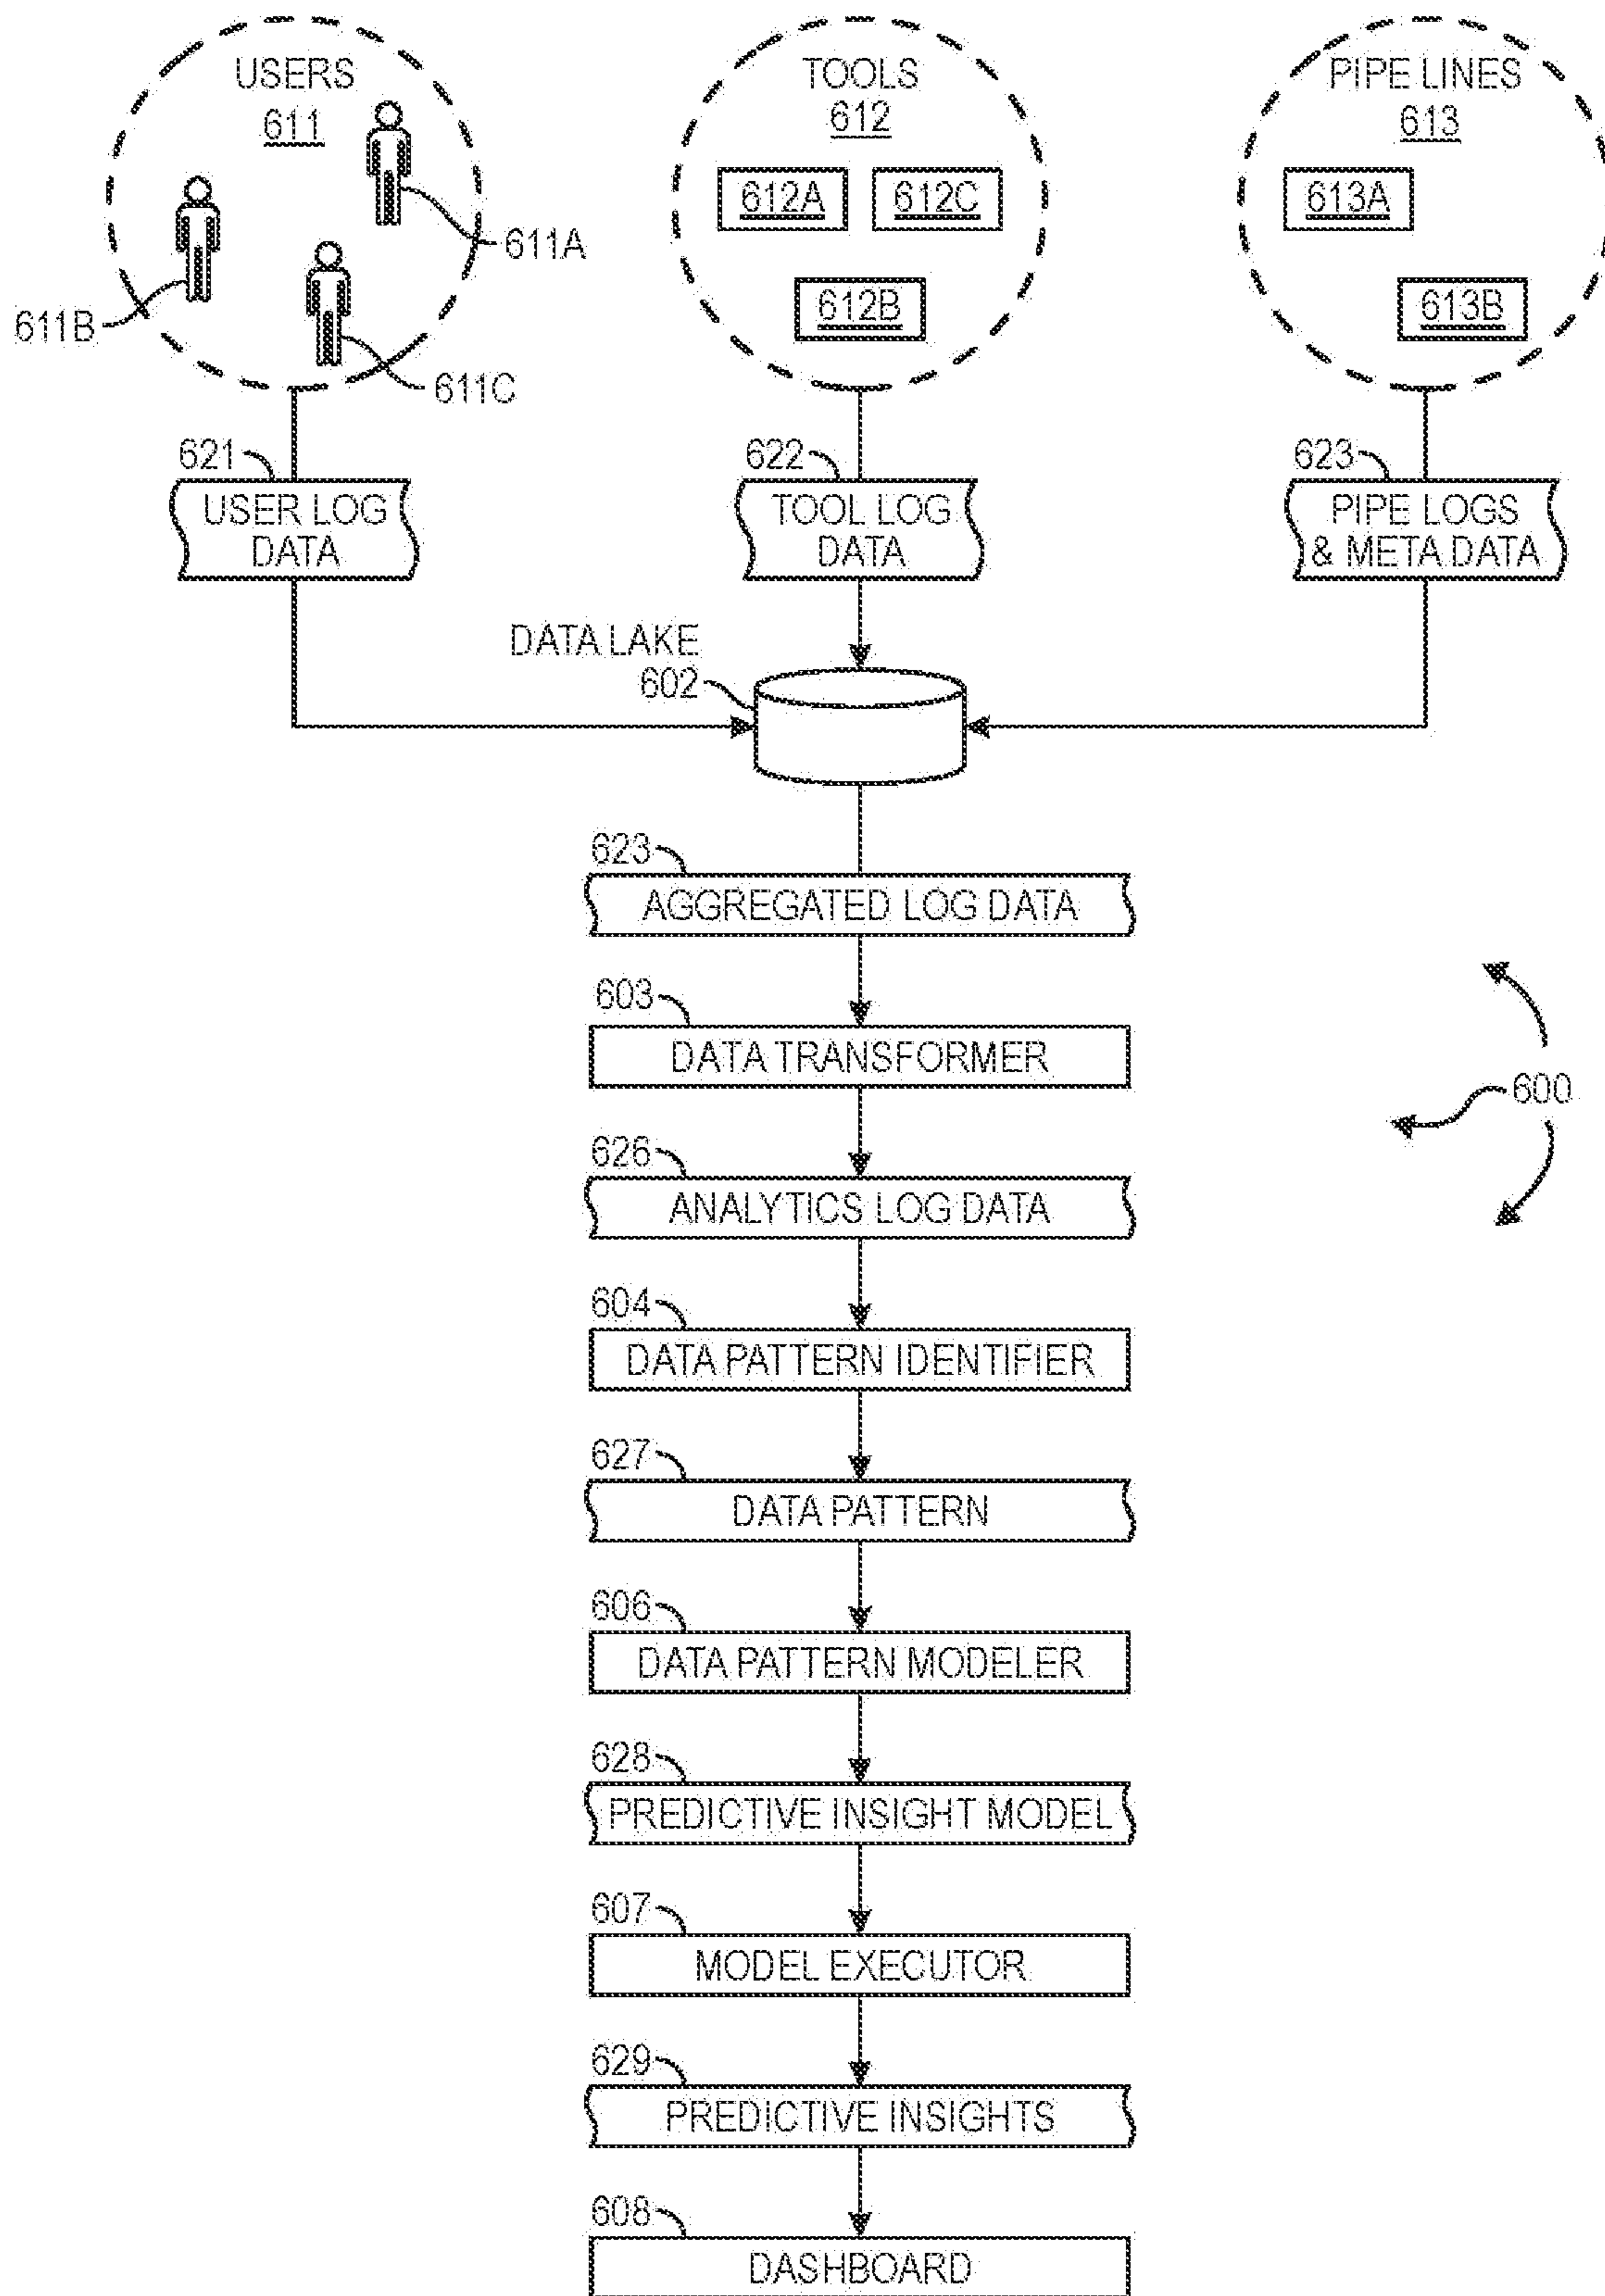 USERS
611
611A
611B
611C
TOOLS
612
612A
612C
612B
PIPE LINES
613
613A
613B
621
USER LOG
DATA
622
TOOL LOG
DATA
623
PIPE LOGS
& META DATA
DATA LAKE
602
623
AGGREGATED LOG DATA
603
DATA TRANSFORMER
600
626
ANALYTICS LOG DATA
604
DATA PATTERN IDENTIFIER
627
DATA PATTERN
606
DATA PATTERN MODELER
628
PREDICTIVE INSIGHT MODEL
607
MODEL EXECUTOR
629
PREDICTIVE INSIGHTS
608
DASHBOARD